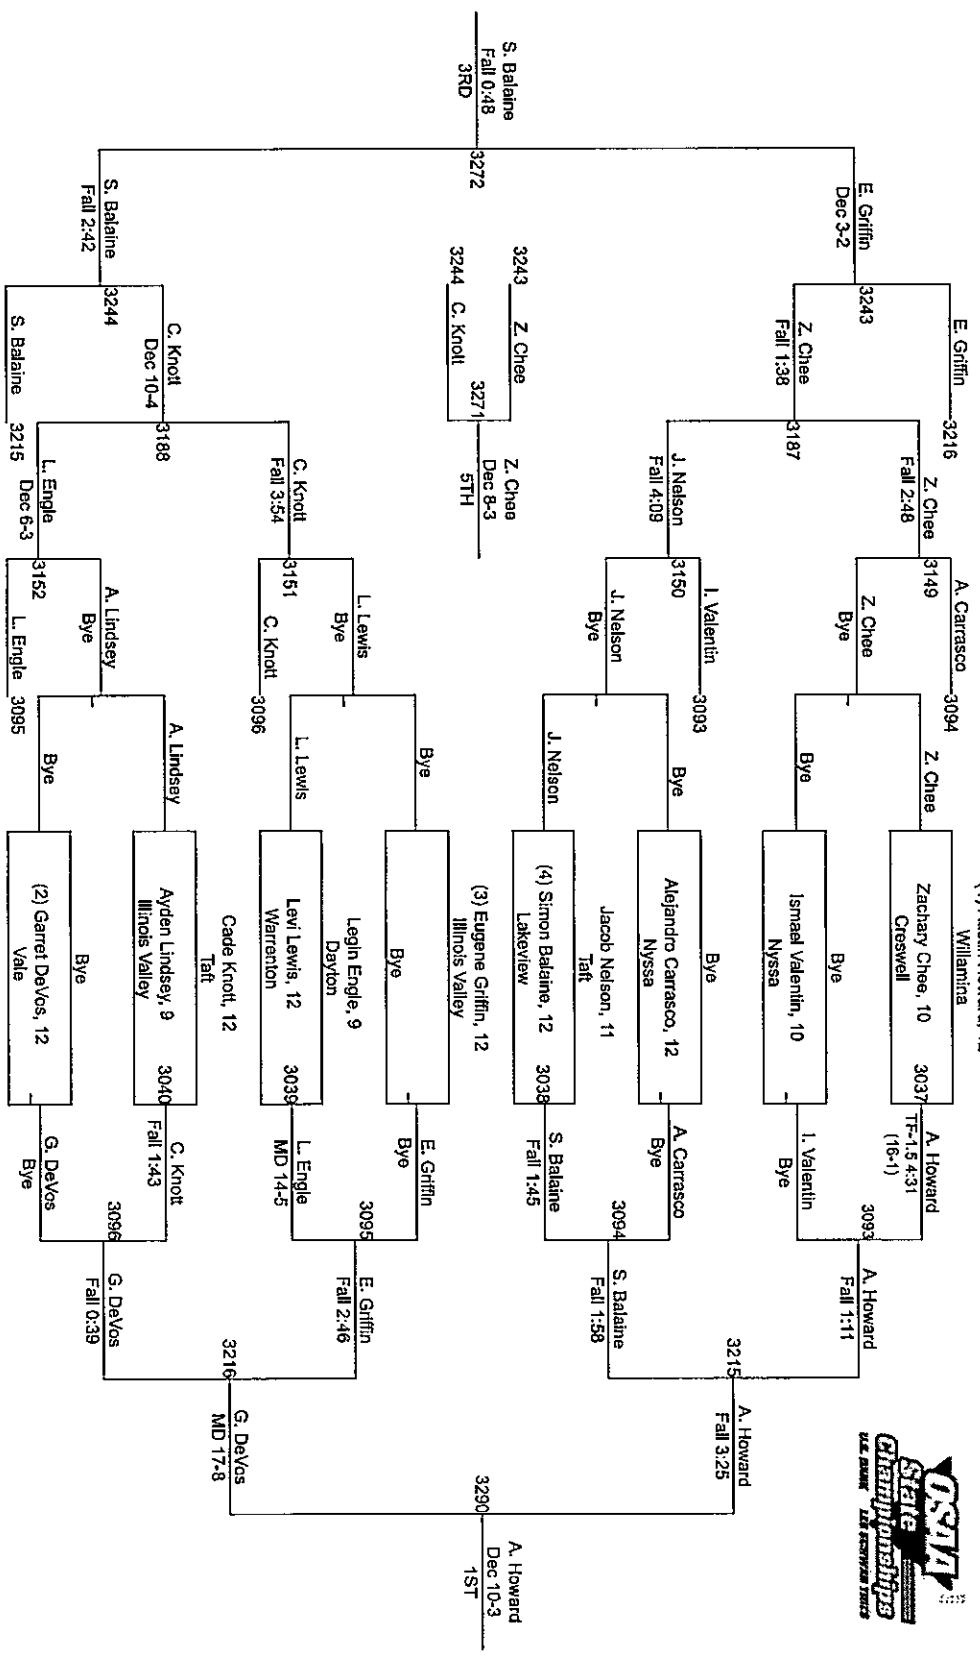 OSAA
State
Championships
U.S. BANK LES SCHWAB TIRES
S. Balaine
Fall 0:48
3RD
3272
E. Griffin
Dec 3-2
S. Balaine
Fall 2:42
E. Griffin
3243
Z. Chee
Fall 1:38
3243 Z. Chee
3244 C. Knott
C. Knott
Dec 10-4
3244
S. Balaine
3216
Z. Chee
Fall 2:48
3187
J. Nelson
Fall 4:09
3271
Z. Chee
Dec 8-3
5TH
C. Knott
Fall 3:54
3188
L. Engle
Dec 6-3
3215
A. Carrasco
3149
Z. Chee
Bye
I. Valentin
3150
J. Nelson
Bye
L. Lewis
Bye
3151
C. Knott
A. Lindsey
Bye
3152
L. Engle
3094
Z. Chee
Bye
3093
Bye
J. Nelson
Bye
L. Lewis
3096
A. Lindsey
Bye
3095
Willamina
Zachary Chee, 10
Creswell
Bye
Ismael Valentin, 10
Nyssa
Bye
Alejandro Carrasco, 12
Nyssa
Jacob Nelson, 11
Taft
(4) Simon Balaine, 12
Lakeview
(3) Eugene Griffin, 12
Illinois Valley
Bye
Legin Engle, 9
Dayton
Levi Lewis, 12
Warrenton
Cade Knott, 12
Taft
Ayden Lindsey, 9
Illinois Valley
Bye
(2) Garret DeVos, 12
Vale
3037
A. Howard
TF-1.5 4:31
(16-1)
I. Valentin
Bye
A. Carrasco
Bye
3038
S. Balaine
Fall 1:45
E. Griffin
Bye
3039
L. Engle
MD 14-5
3040
C. Knott
Fall 1:43
G. DeVos
Bye
3093
A. Howard
Fall 1:11
3094
S. Balaine
Fall 1:58
3095
E. Griffin
Fall 2:46
3096
G. DeVos
Fall 0:39
3215
A. Howard
Fall 3:25
3216
G. DeVos
MD 17-8
3290
A. Howard
Dec 10-3
1ST